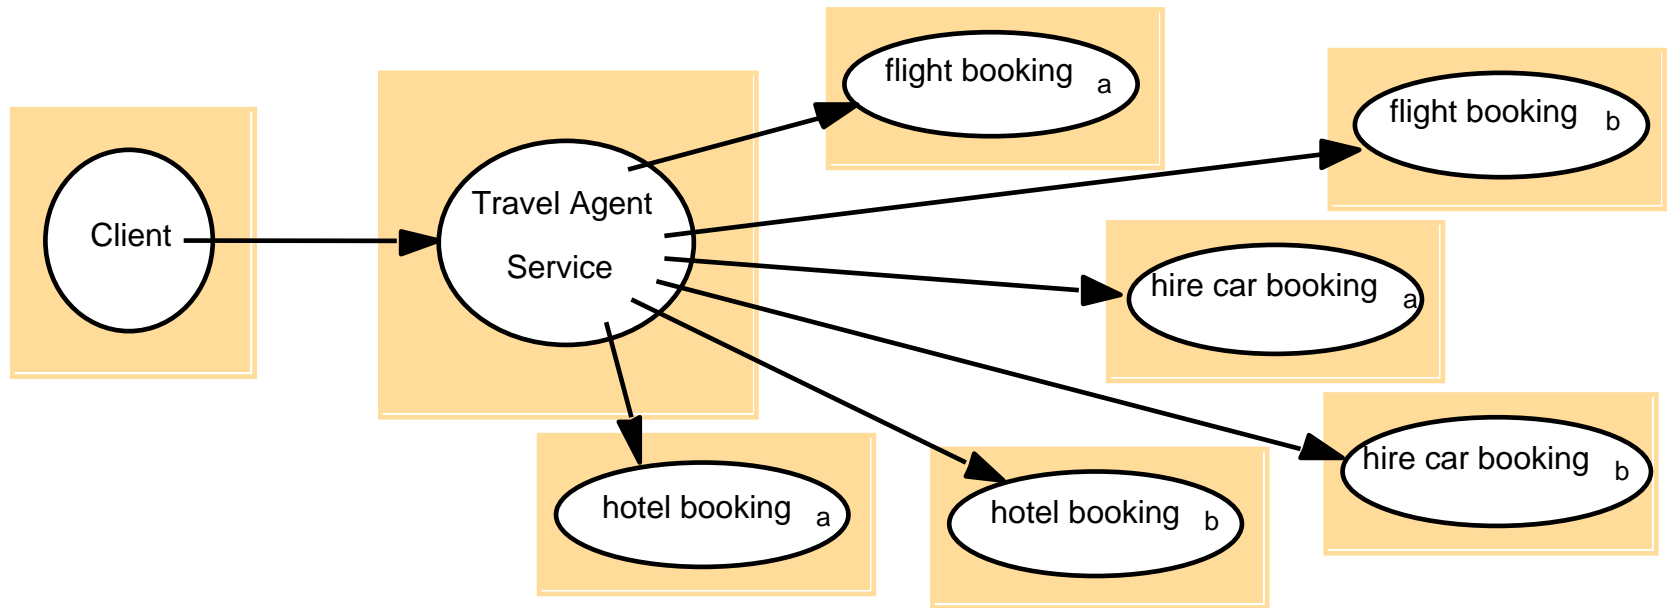 flight booking a
flight booking b
Client
Travel Agent
Service
hire car booking a
hire car booking b
hotel booking a
hotel booking b